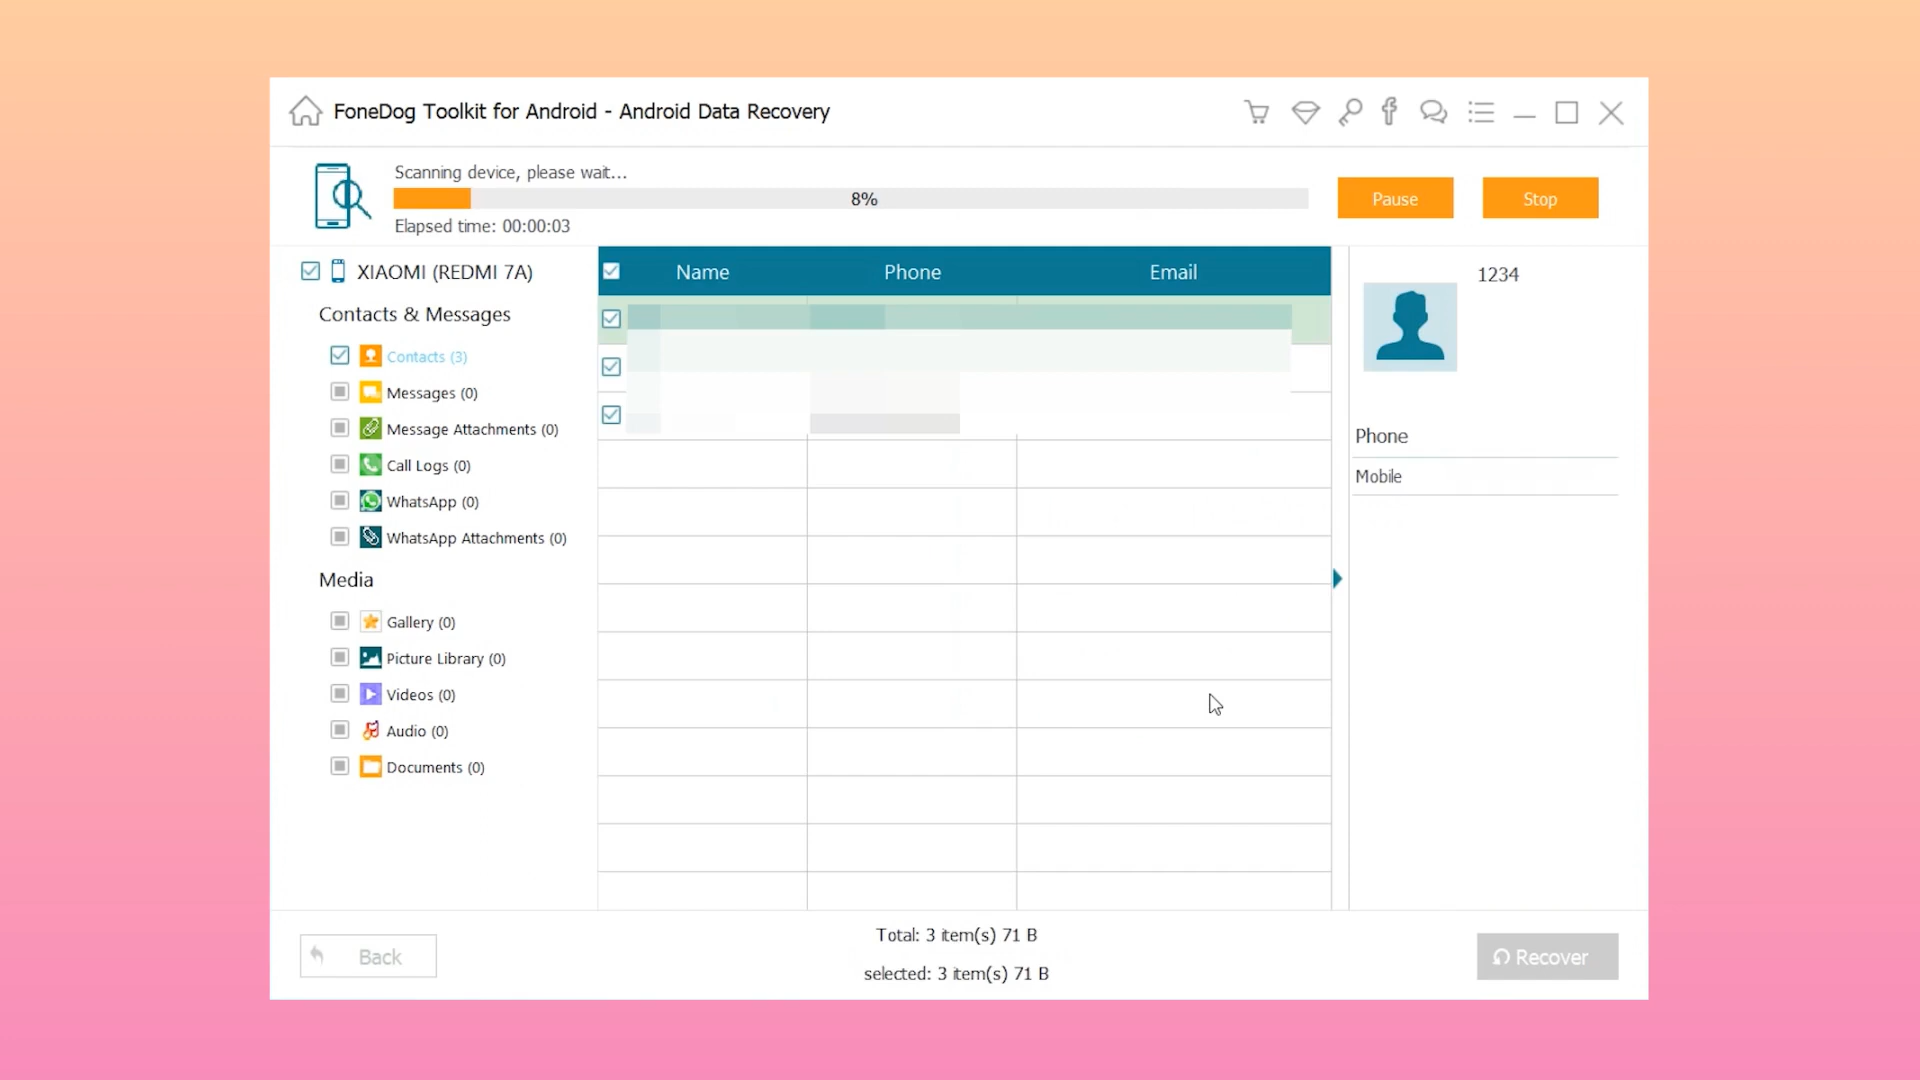 FoneDog Toolkit for Android - Android Data Recovery
Scanning device, please wait...
8%
Elapsed time: 00:00:03
Pause
Stop
XIAOMI (REDMI 7A)
Contacts & Messages
Contacts (3)
Messages (0)
Message Attachments (0)
Call Logs (0)
WhatsApp (0)
WhatsApp Attachments (0)
Media
Gallery (0)
Picture Library (0)
Videos (0)
Audio (0)
Documents (0)
Name Phone Email
1234
Phone
Mobile
Back
Total: 3 item(s) 71 B
selected: 3 item(s) 71 B
Recover